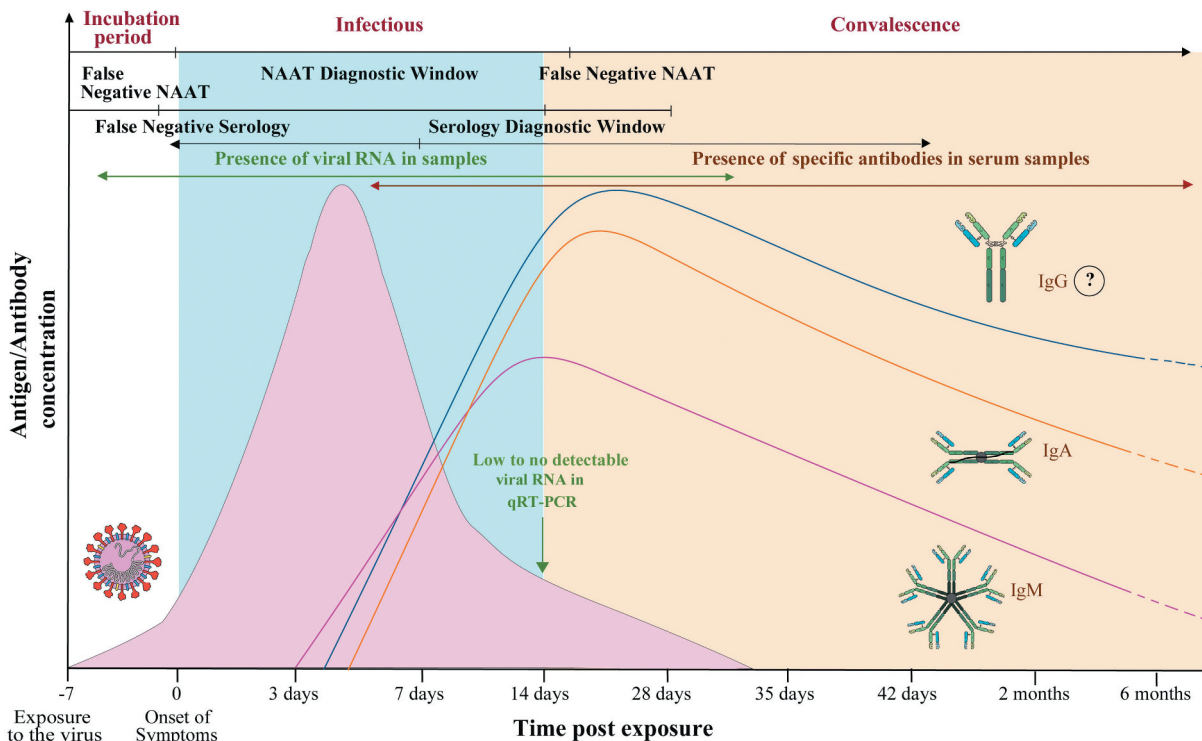 Incubation
period
Infectious
Convalescence
False
Negative NAAT
NAAT Diagnostic Window
False Negative NAAT
False Negative Serology
Serology Diagnostic Window
Presence of viral RNA in samples
Presence of specific antibodies in serum samples
Antigen/Antibody
concentration
IgG ?
IgA
IgM
Low to no detectable
viral RNA in
qRT-PCR
-7
0
3 days
7 days
14 days
28 days
35 days
42 days
2 months
6 months
Exposure
to the virus
Onset of
Symptoms
Time post exposure